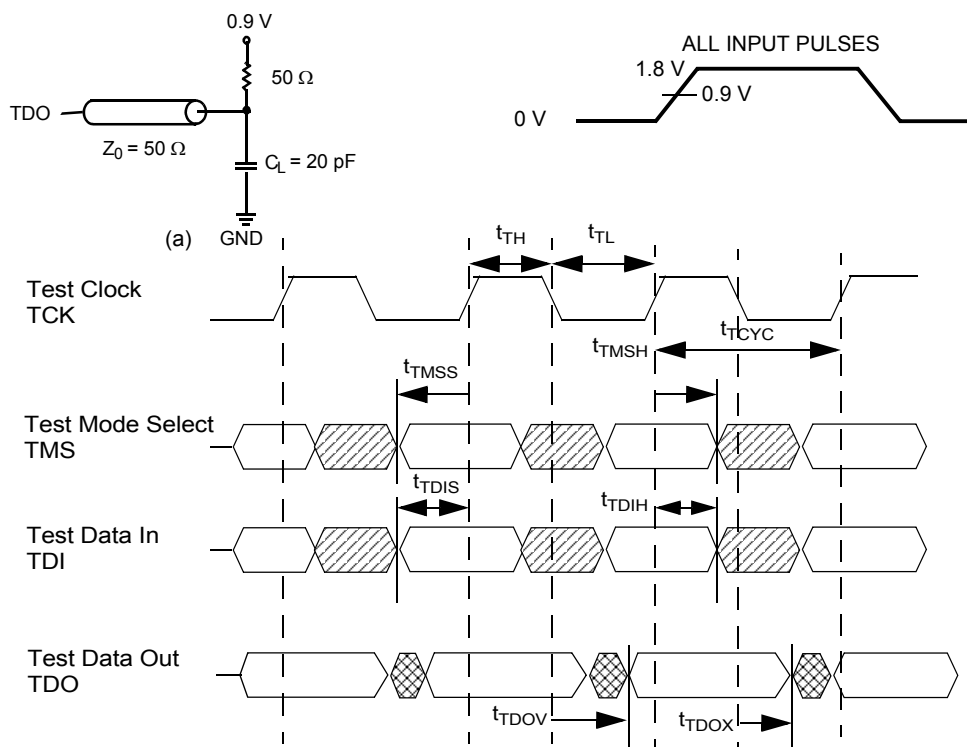 0.9 V
50 Ω
TDO
Z0 = 50 Ω
CL = 20 pF
(a)
GND
ALL INPUT PULSES
1.8 V
0.9 V
0 V
tTH
tTL
Test Clock
TCK
tTCYC
tTMSH
tTMSS
Test Mode Select
TMS
tTDIS
tTDIH
Test Data In
TDI
Test Data Out
TDO
tTDOV
tTDOX